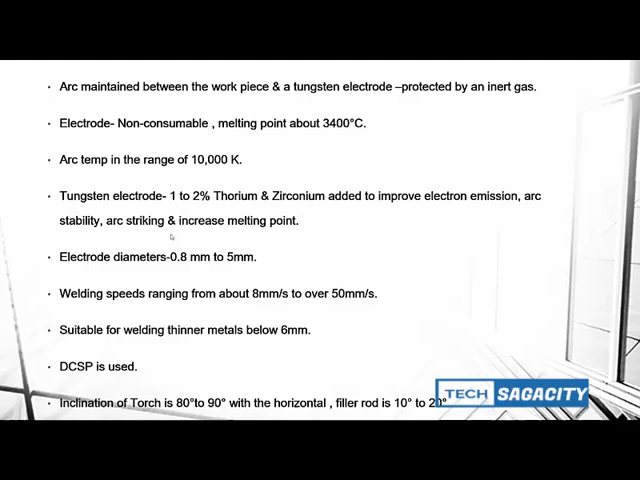 · Arc maintained between the work piece & a tungsten electrode –protected by an inert gas.
· Electrode- Non-consumable , melting point about 3400°C.
· Arc temp in the range of 10,000 K.
· Tungsten electrode- 1 to 2% Thorium & Zirconium added to improve electron emission, arc
stability, arc striking & increase melting point.
· Electrode diameters-0.8 mm to 5mm.
· Welding speeds ranging from about 8mm/s to over 50mm/s.
· Suitable for welding thinner metals below 6mm.
· DCSP is used.
· Inclination of Torch is 80°to 90° with the horizontal , filler rod is 10° to 20°
TECH SAGACITY